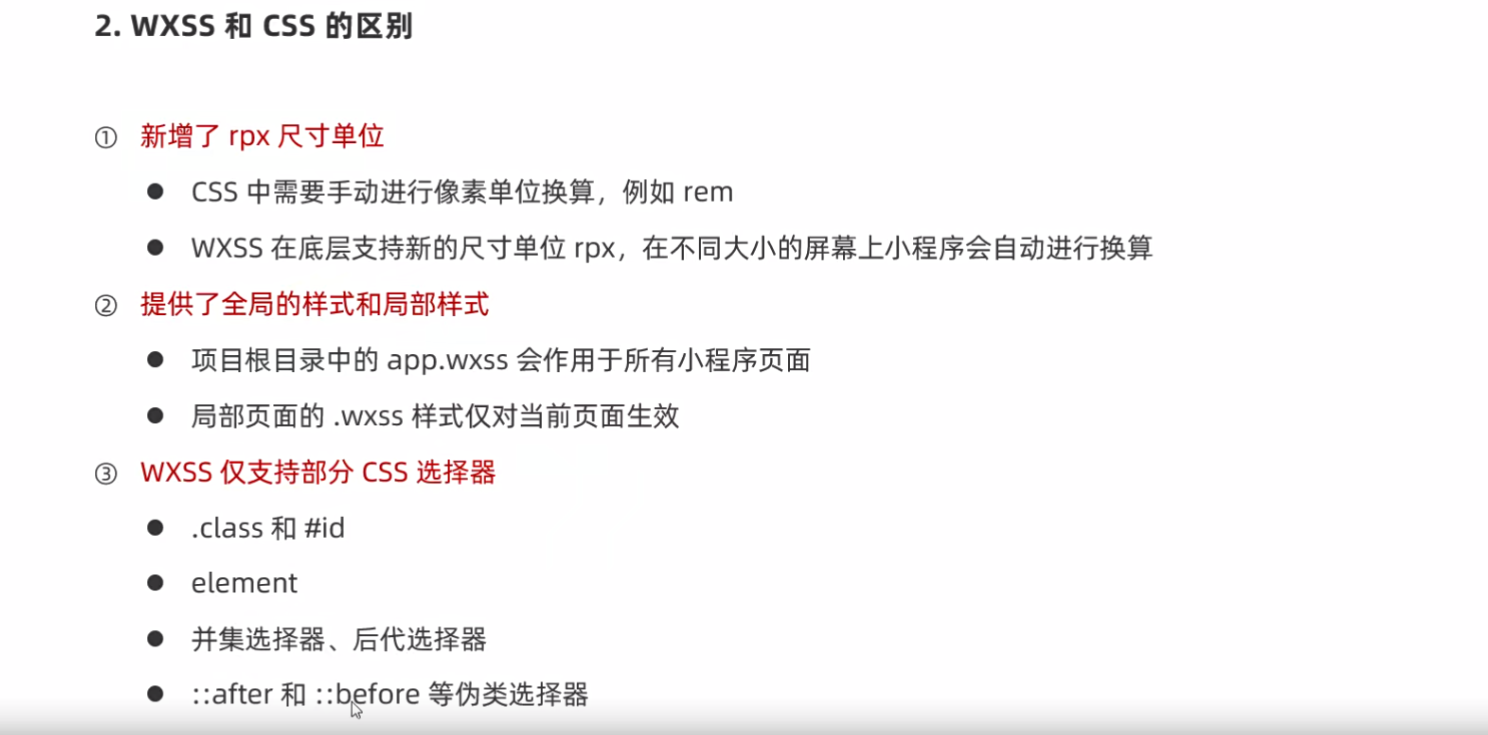 2. WXSS 和 CSS 的区别
① 新增了 rpx 尺寸单位
● CSS 中需要手动进行像素单位换算，例如 rem
● WXSS 在底层支持新的尺寸单位 rpx，在不同大小的屏幕上小程序会自动进行换算
② 提供了全局的样式和局部样式
● 项目根目录中的 app.wxss 会作用于所有小程序页面
● 局部页面的 .wxss 样式仅对当前页面生效
③ WXSS 仅支持部分 CSS 选择器
● .class 和 #id
● element
● 并集选择器、后代选择器
● ::after 和 ::before 等伪类选择器